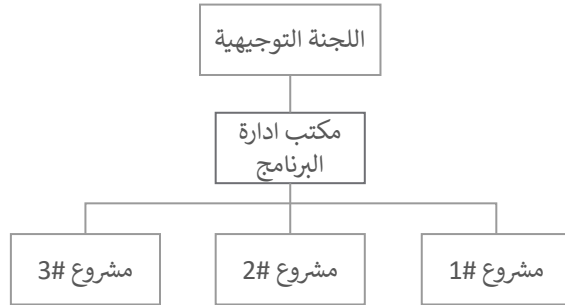 اللجنة التوجيهية
مكتب ادارة
البرنامج
مشروع #1
مشروع #2
مشروع #3